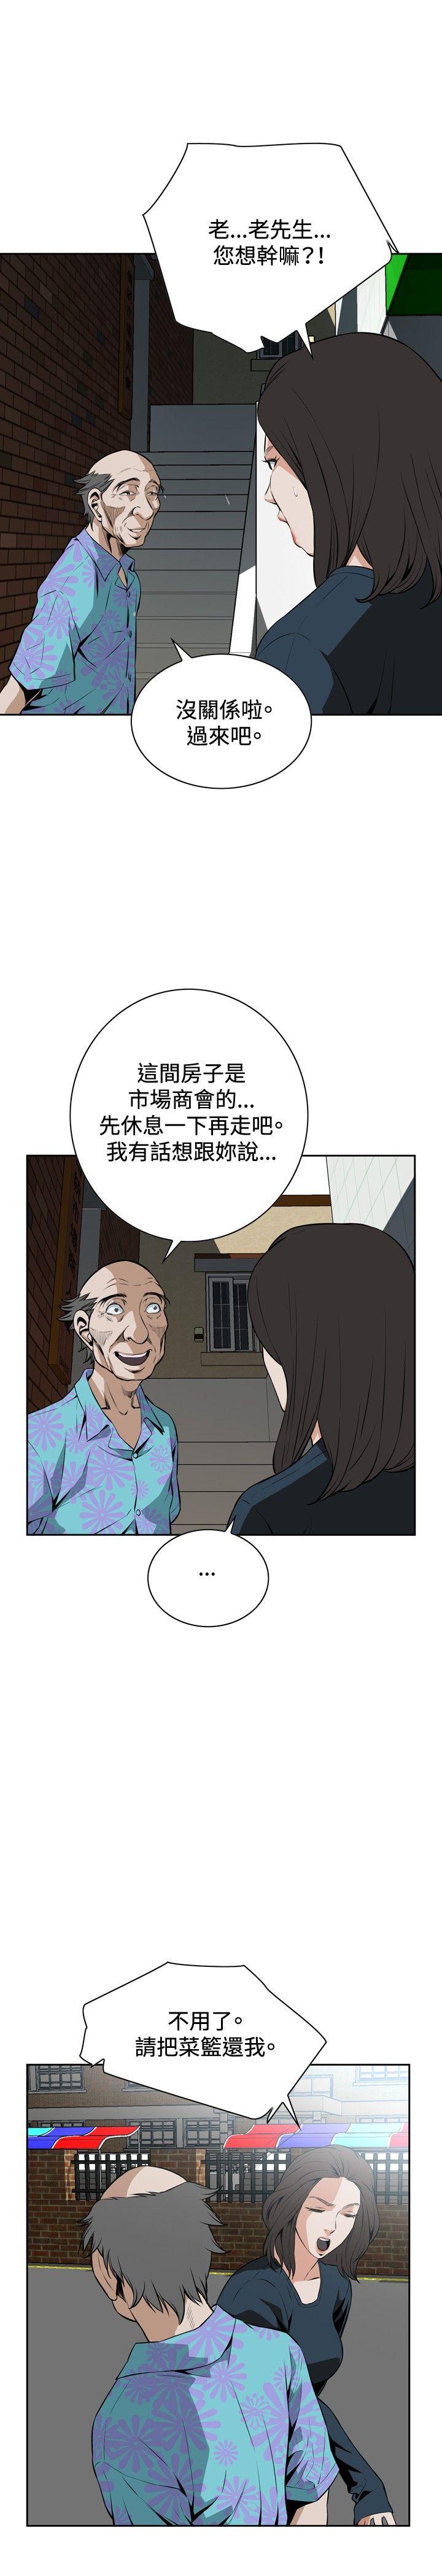 老...老先生...
您想幹嘛?!
沒關係啦。
過來吧。
這間房子是
市場商會的...
先休息一下再走吧。
我有話想跟妳說...
...
不用了。
請把菜籃還我。